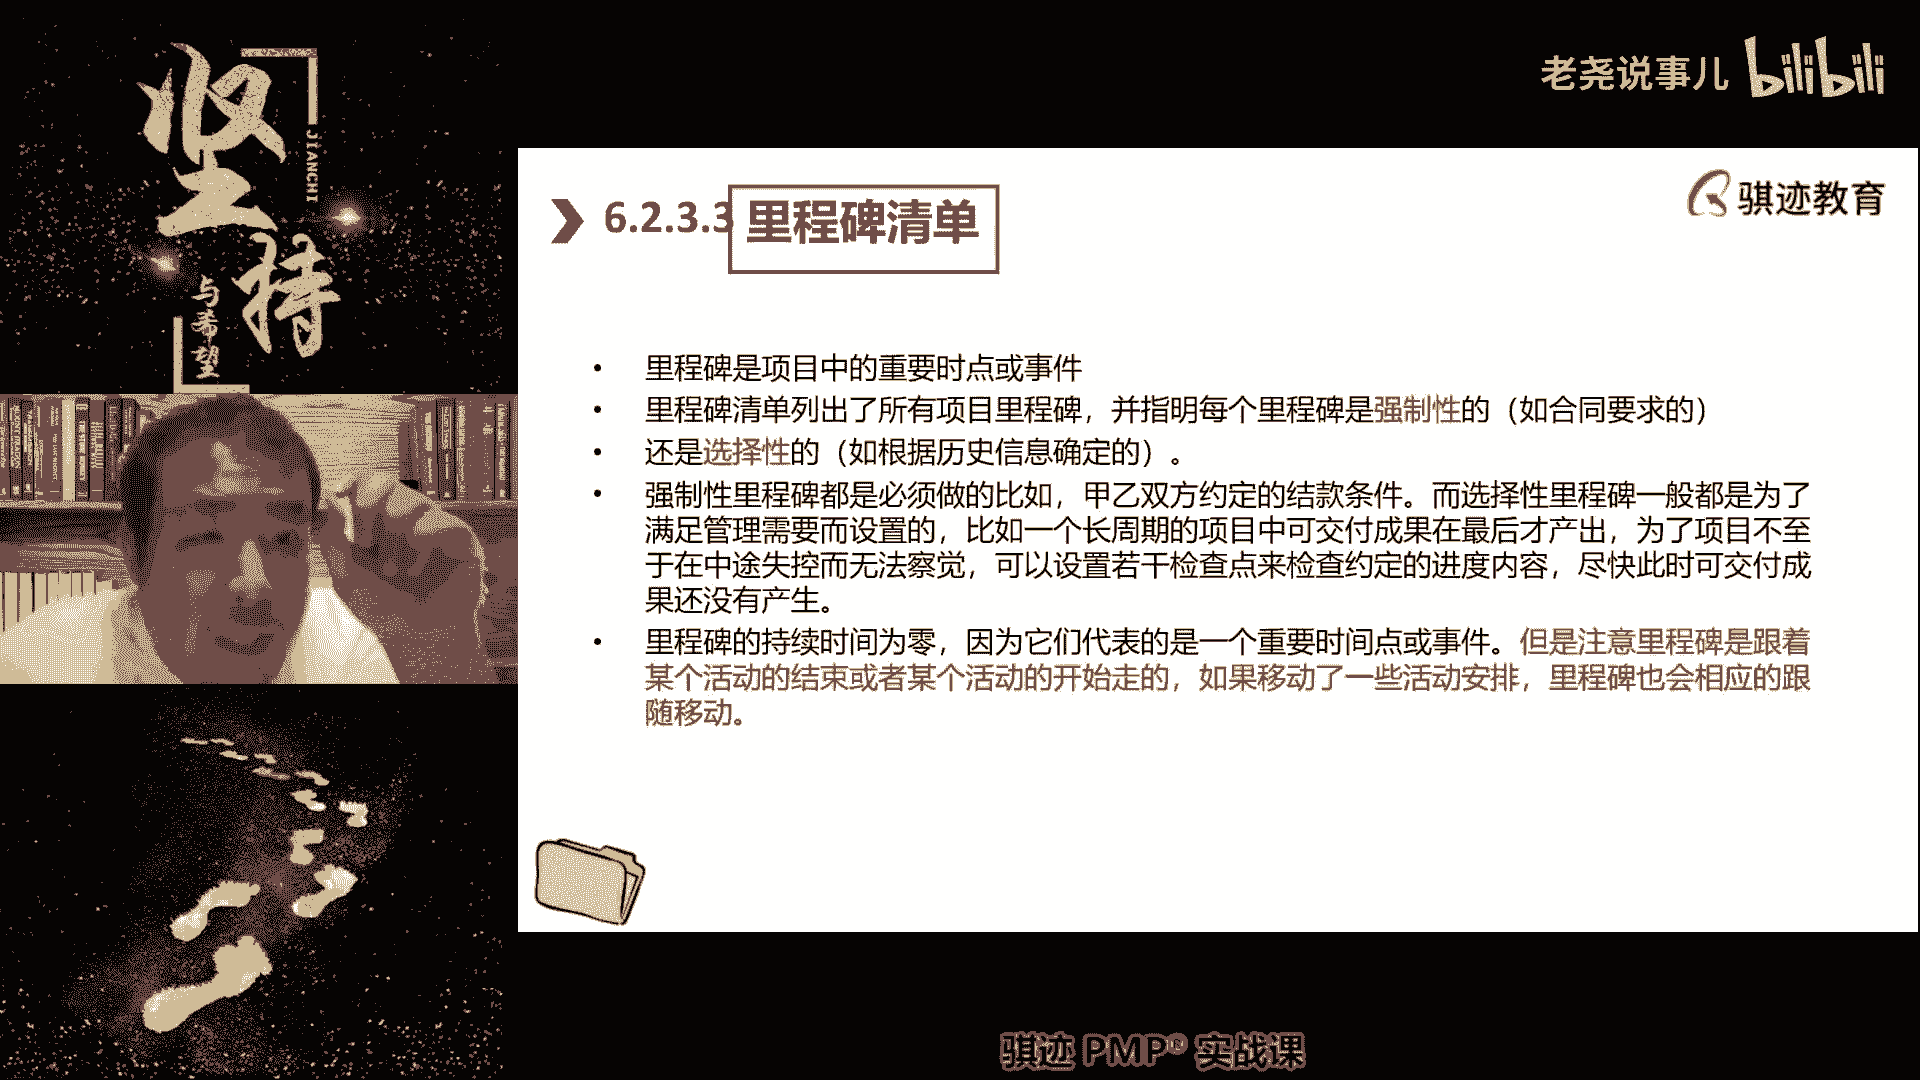 坚持
JIANCHI
与希望
老尧说事儿 bilibili
骐迹教育
6.2.3.3 里程碑清单
• 里程碑是项目中的重要时点或事件
• 里程碑清单列出了所有项目里程碑，并指明每个里程碑是强制性的（如合同要求的）
• 还是选择性的（如根据历史信息确定的）。
• 强制性里程碑都是必须做的比如，甲乙双方约定的结款条件。而选择性里程碑一般都是为了
满足管理需要而设置的，比如一个长周期的项目中可交付成果在最后才产出，为了项目不至
于在中途失控而无法察觉，可以设置若干检查点来检查约定的进度内容，尽快此时可交付成
果还没有产生。
• 里程碑的持续时间为零，因为它们代表的是一个重要时间点或事件。但是注意里程碑是跟着
某个活动的结束或者某个活动的开始走的，如果移动了一些活动安排，里程碑也会相应的跟
随移动。
骐迹 PMP® 实战课